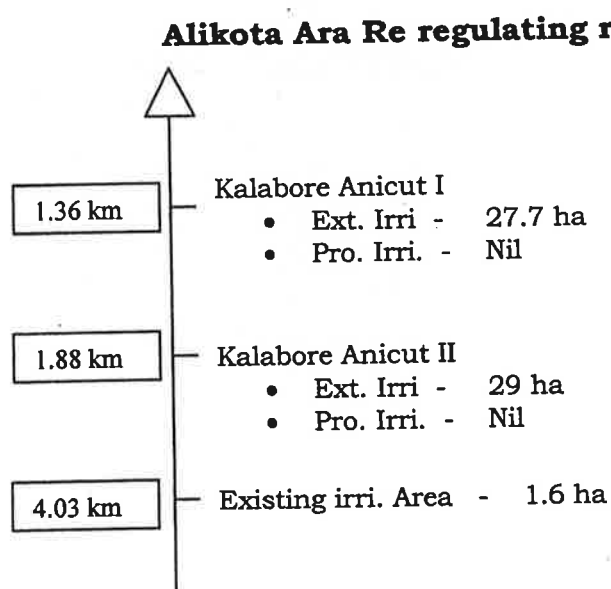 Alikota Ara Re regulating r
1.36 km
Kalabore Anicut I
• Ext. Irri - 27.7 ha
• Pro. Irri. - Nil
1.88 km
Kalabore Anicut II
• Ext. Irri - 29 ha
• Pro. Irri. - Nil
4.03 km
Existing irri. Area - 1.6 ha